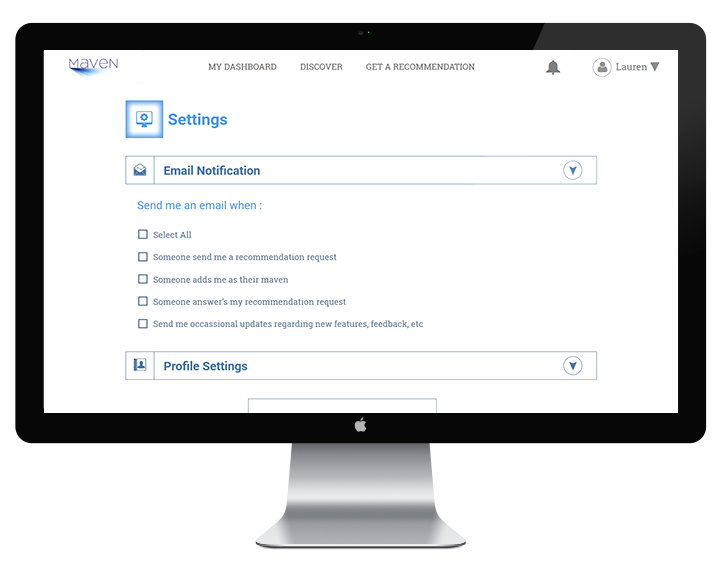 MAVEN
MY DASHBOARD DISCOVER GET A RECOMMENDATION Lauren
Settings
Email Notification
Send me an email when :
Select All
Someone send me a recommendation request
Someone adds me as their maven
Someone answer's my recommendation request
Send me occassional updates regarding new features, feedback, etc
Profile Settings